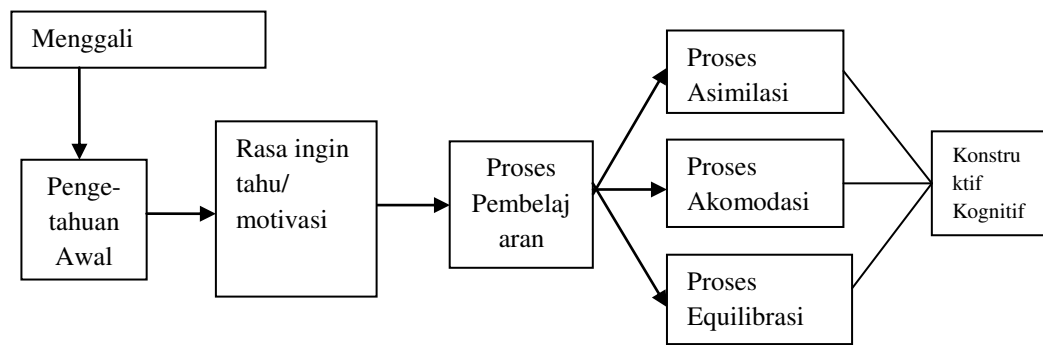 Menggali
Penge-
tahuan
Awal
Rasa ingin
tahu/
motivasi
Proses
Pembelaj
aran
Proses
Asimilasi
Proses
Akomodasi
Proses
Equilibrasi
Konstru
ktif
Kognitif